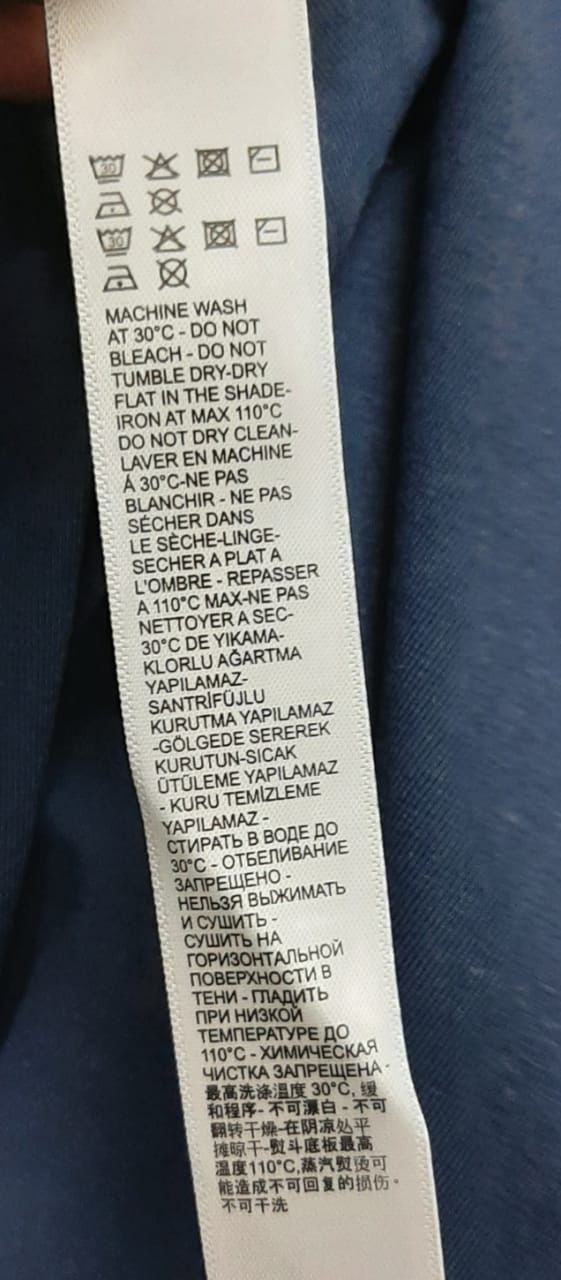 30
30
MACHINE WASH
AT 30°C - DO NOT
BLEACH - DO NOT
TUMBLE DRY-DRY
FLAT IN THE SHADE-
IRON AT MAX 110°C
DO NOT DRY CLEAN-
LAVER EN MACHINE
Á 30°C-NE PAS
BLANCHIR - NE PAS
SÉCHER DANS
LE SÈCHE-LINGE-
SECHER A PLAT A
L'OMBRE - REPASSER
A 110°C MAX-NE PAS
NETTOYER A SEC-
30°C DE YIKAMA-
KLORLU AĞARTMA
YAPILAMAZ-
SANTRİFÜJLU
KURUTMA YAPILAMAZ
-GÖLGEDE SEREREK
KURUTUN-SICAK
ÜTÜLEME YAPILAMAZ
- KURU TEMİZLEME
YAPILAMAZ -
СТИРАТЬ В ВОДЕ ДО
30°C - ОТБЕЛИВАНИЕ
ЗАПРЕЩЕНО -
НЕЛЬЗЯ ВЫЖИМАТЬ
И СУШИТЬ -
СУШИТЬ НА
ГОРИЗОНТАЛЬНОЙ
ПОВЕРХНОСТИ В
ТЕНИ - ГЛАДИТЬ
ПРИ НИЗКОЙ
ТЕМПЕРАТУРЕ ДО
110°C - ХИМИЧЕСКАЯ
ЧИСТКА ЗАПРЕЩЕНА -
最高洗涤温度 30°C, 缓
和程序- 不可漂白 - 不可
翻转干燥-在阴凉处平
摊晾干-熨斗底板最高
温度110°C,蒸汽熨烫可
能造成不可回复的损伤。
不可干洗